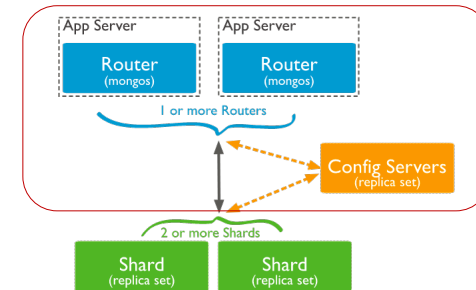 App Server
App Server
Router
(mongos)
Router
(mongos)
1 or more Routers
Config Servers
(replica set)
2 or more Shards
Shard
(replica set)
Shard
(replica set)